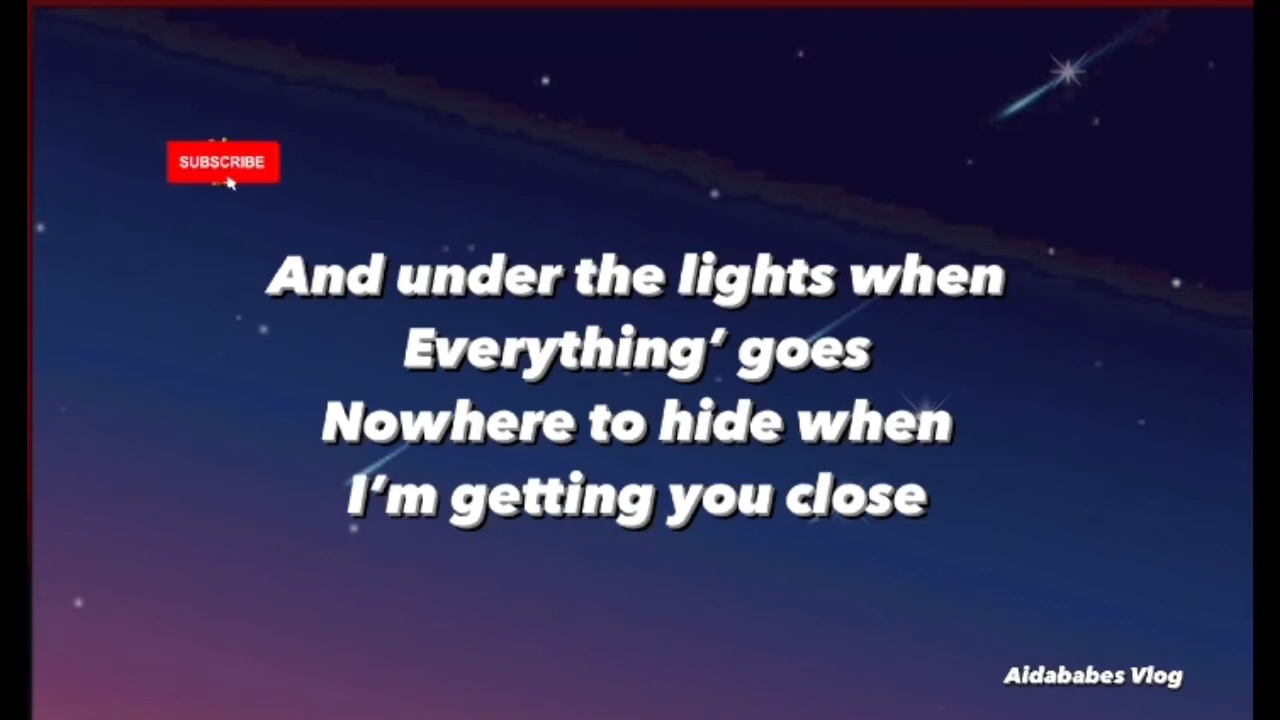 SUBSCRIBE
And under the lights when
Everything’ goes
Nowhere to hide when
I’m getting you close
Aidababes Vlog